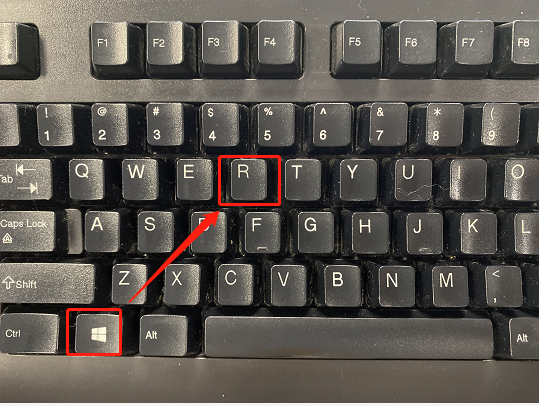 F1 F2 F3 F4 F5 F6 F7 F8
! @ # $ % ^ & * (
1 2 3 4 5 6 7 8 9
Tab Q W E R T Y U I O
Caps Lock A S D F G H J K L
Shift Z X C V B N M <
,
Ctrl Alt Alt